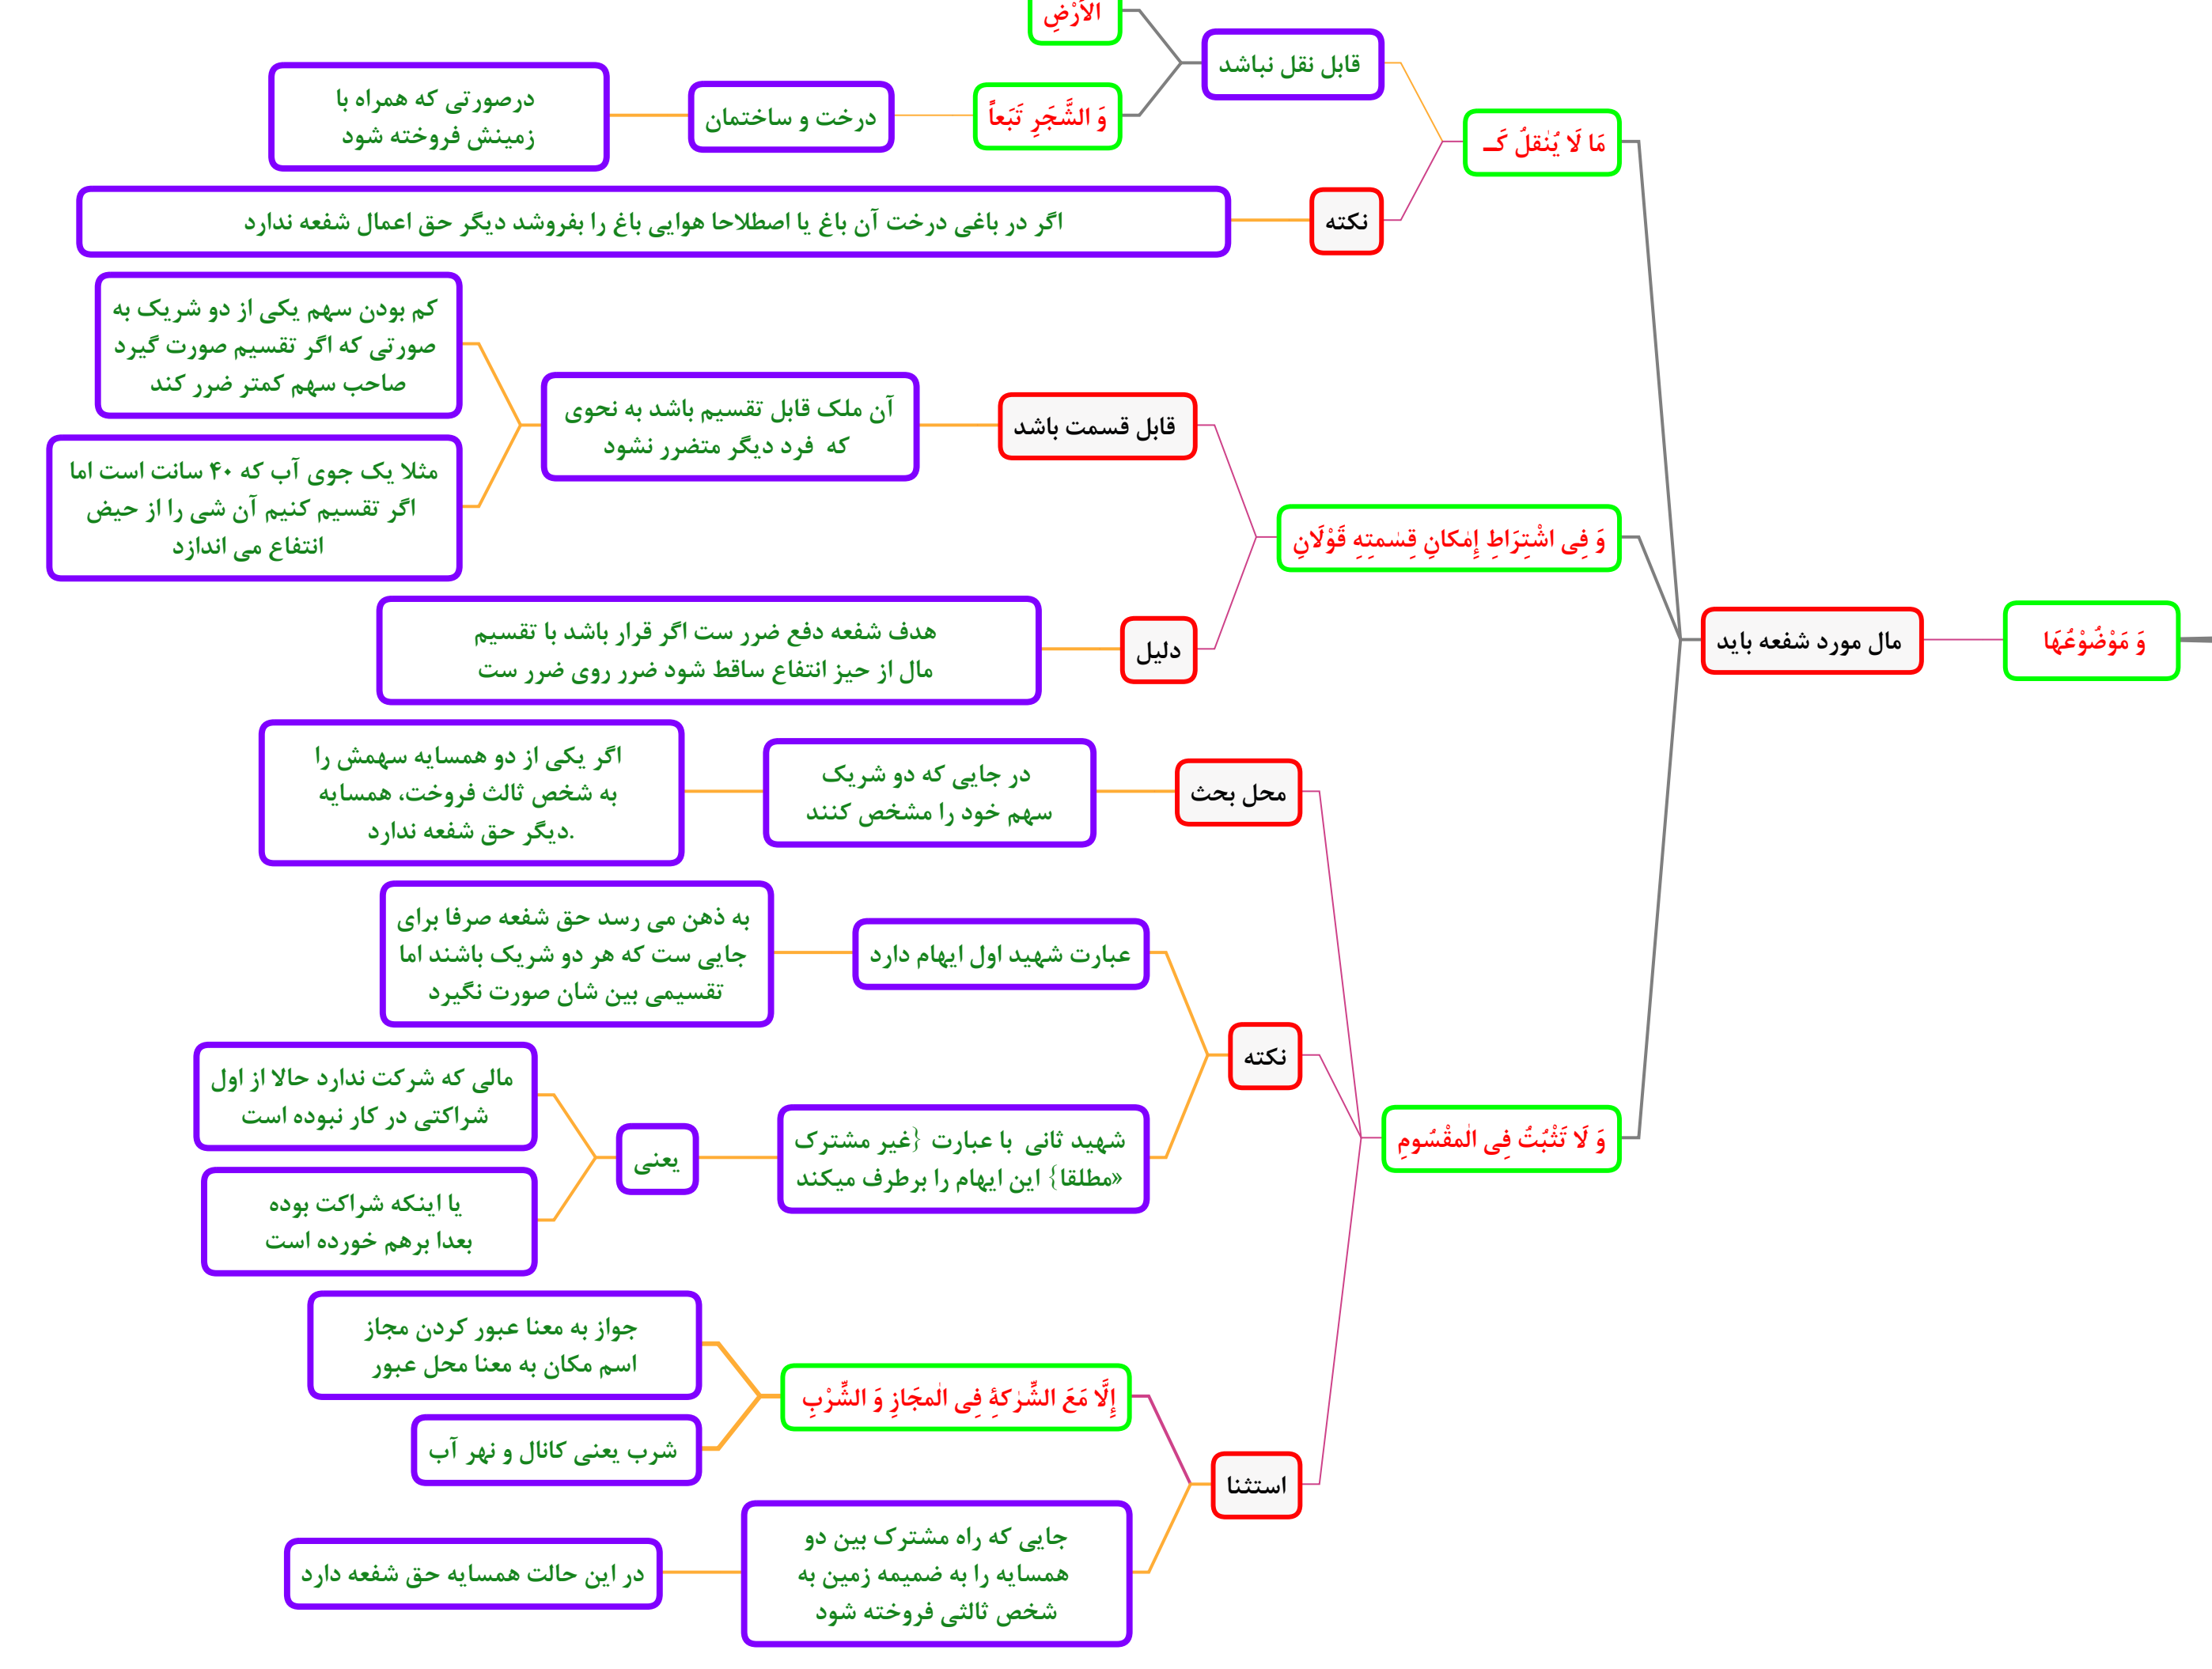 وَ مَوْضُوْعُهَا
مال مورد شفعه باید
مَا لَا يُنْقلُ كَـ
قابل نقل نباشد
الْأَرْضِ
وَ الشَّجَرِ تَبَعاً
درخت و ساختمان
درصورتی که همراه با
زمینش فروخته شود
نکته
اگر در باغی درخت آن باغ یا اصطلاحا هوایی باغ را بفروشد دیگر حق اعمال شفعه ندارد
وَ فِی اشْتِرَاطِ إِمْکانِ قِسْمتِهِ قَوْلَانِ
قابل قسمت باشد
آن ملک قابل تقسیم باشد به نحوی
که فرد دیگر متضرر نشود
کم بودن سهم یکی از دو شریک به
صورتی که اگر تقسیم صورت گیرد
صاحب سهم کمتر ضرر کند
مثلا یک جوی آب که ۴۰ سانت است اما
اگر تقسیم کنیم آن شی را از حیض
انتفاع می اندازد
دلیل
هدف شفعه دفع ضرر ست اگر قرار باشد با تقسیم
مال از حیز انتفاع ساقط شود ضرر روی ضرر ست
وَ لَا تَثْبُتُ فِی الْمقْسُومِ
محل بحث
در جایی که دو شریک
سهم خود را مشخص کنند
اگر یکی از دو همسایه سهمش را
به شخص ثالث فروخت، همسایه
دیگر حق شفعه ندارد.
نکته
عبارت شهید اول ایهام دارد
به ذهن می رسد حق شفعه صرفا برای
جایی ست که هر دو شریک باشند اما
تقسیمی بین شان صورت نگیرد
شهید ثانی با عبارت {غیر مشترک
مطلقا} این ایهام را برطرف میکند»
یعنی
مالی که شرکت ندارد حالا از اول
شراکتی در کار نبوده است
یا اینکه شراکت بوده
بعدا برهم خورده است
استثنا
إِلَّا مَعَ الشِّرْکهِٔ فِی الْمجَازِ وَ الشِّرْبِ
جواز به معنا عبور کردن مجاز
اسم مکان به معنا محل عبور
شرب یعنی کانال و نهر آب
جایی که راه مشترک بین دو
همسایه را به ضمیمه زمین به
شخص ثالثی فروخته شود
در این حالت همسایه حق شفعه دارد